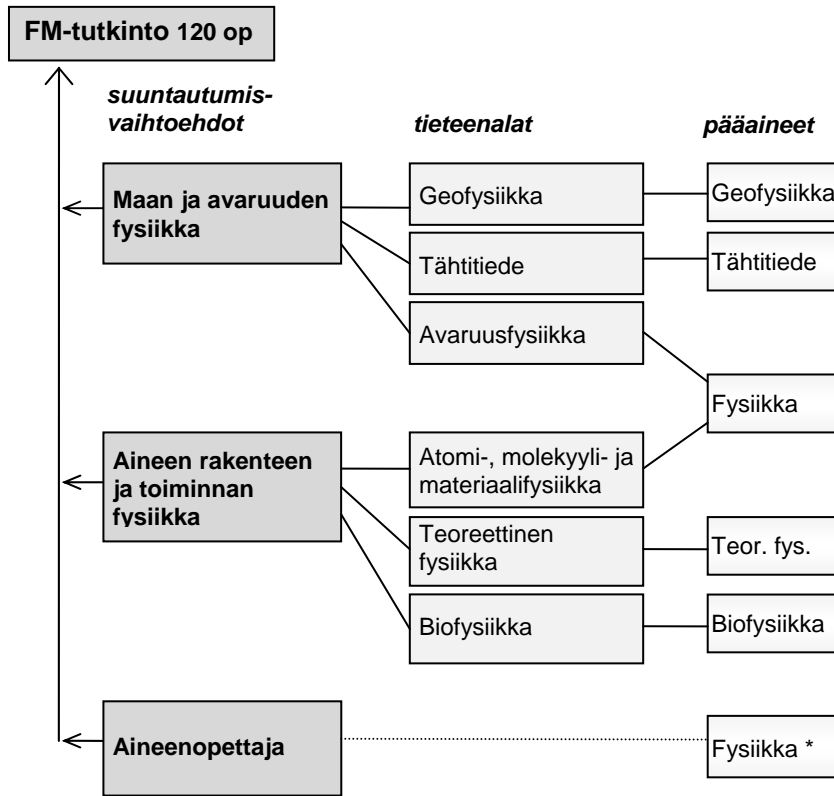 FM-tutkinto 120 op
suuntautumis-
vaihtoehdot
tieteenalat
pääaineet
Maan ja avaruuden
fysiikka
Geofysiikka
Geofysiikka
Tähtitiede
Tähtitiede
Avaruusfysiikka
Fysiikka
Aineen rakenteen
ja toiminnan
fysiikka
Atomi-, molekyyli- ja
materiaalifysiikka
Teoreettinen
fysiikka
Teor. fys.
Biofysiikka
Biofysiikka
Aineenopettaja
Fysiikka *